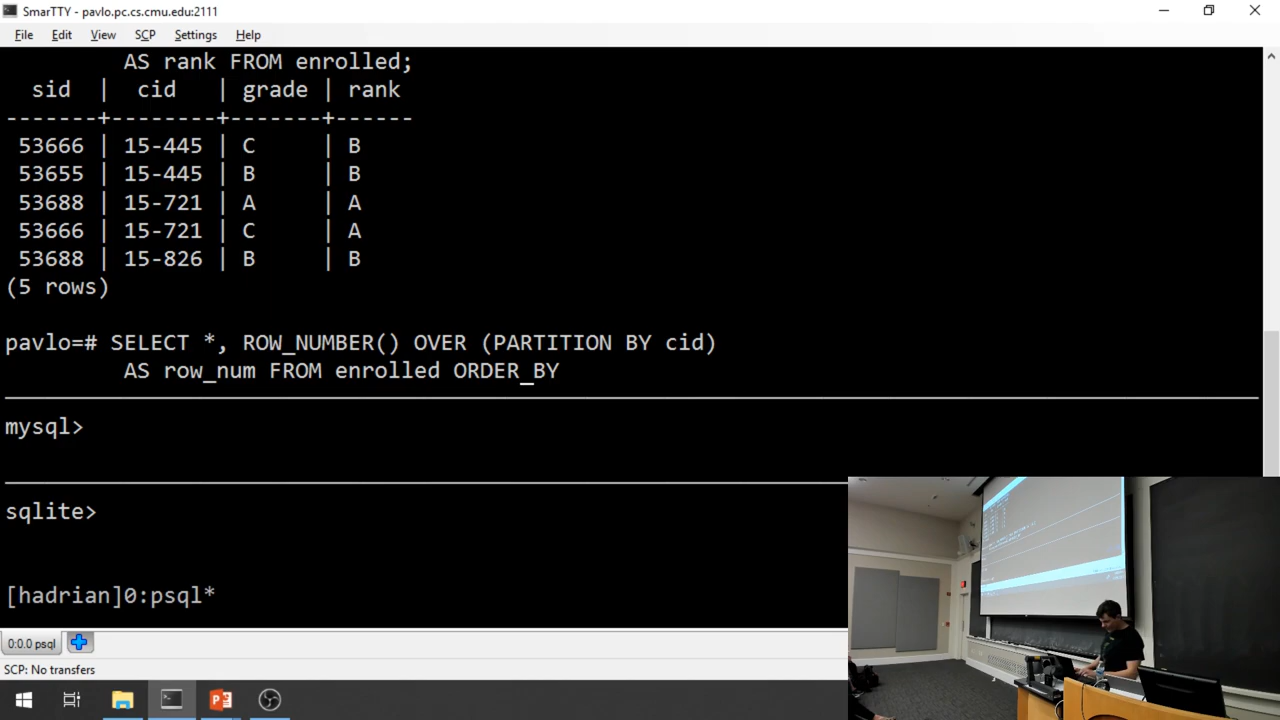 SmarTTY - pavlo.pc.cs.cmu.edu:2111
File Edit View SCP Settings Help
AS rank FROM enrolled;
sid | cid | grade | rank
-------+--------+-------+------
53666 | 15-445 | C | B
53655 | 15-445 | B | B
53688 | 15-721 | A | A
53666 | 15-721 | C | A
53688 | 15-826 | B | B
(5 rows)
pavlo=# SELECT *, ROW_NUMBER() OVER (PARTITION BY cid)
AS row_num FROM enrolled ORDER BY
mysql>
sqlite>
[hadrian]0:psql*
0:0.0 psql
SCP: No transfers